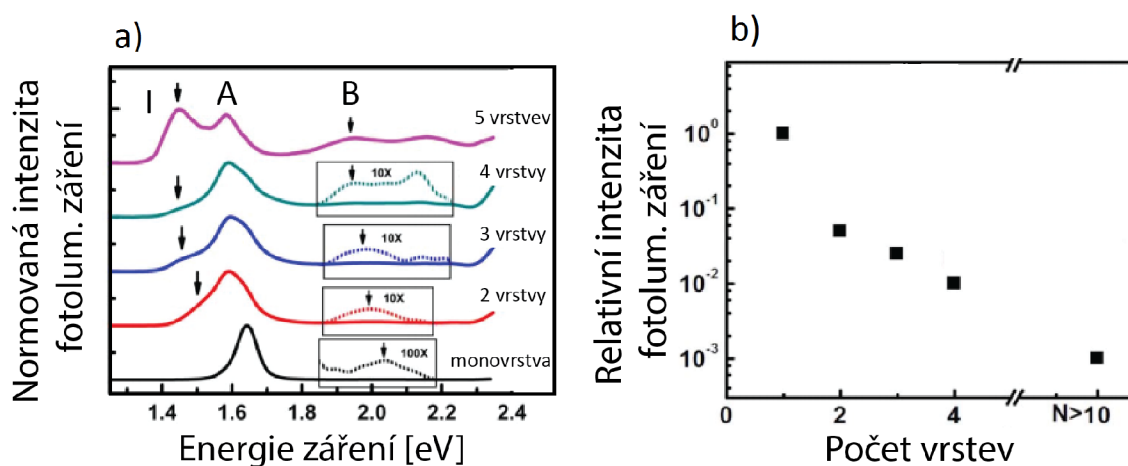 a)
Normovaná intenzita
fotolum. záření
I
A
B
5 vrstvev
4 vrstvy
10X
3 vrstvy
10X
2 vrstvy
10X
monovrstva
100X
1.4 1.6 1.8 2.0 2.2 2.4
Energie záření [eV]
b)
Relativní intenzita
fotolum. záření
10⁰
10⁻¹
10⁻²
10⁻³
0 2 4 N>10
Počet vrstev